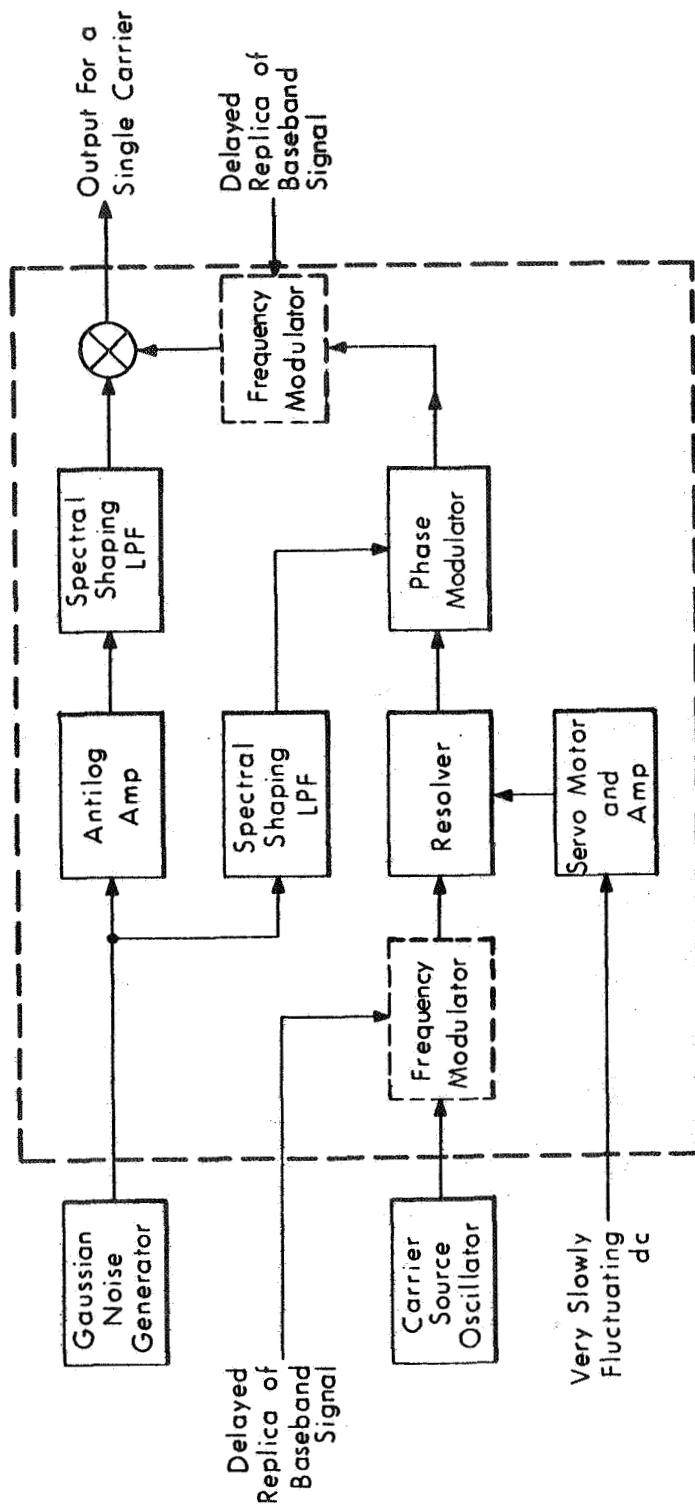 Gaussian
Noise
Generator
Antilog
Amp
Spectral
Shaping
LPF
Output For a
Single Carrier
Delayed
Replica of
Baseband
Signal
Spectral
Shaping
LPF
Frequency
Modulator
Delayed
Replica of
Baseband
Signal
Carrier
Source
Oscillator
Frequency
Modulator
Resolver
Phase
Modulator
Very Slowly
Fluctuating
dc
Servo Motor
and
Amp